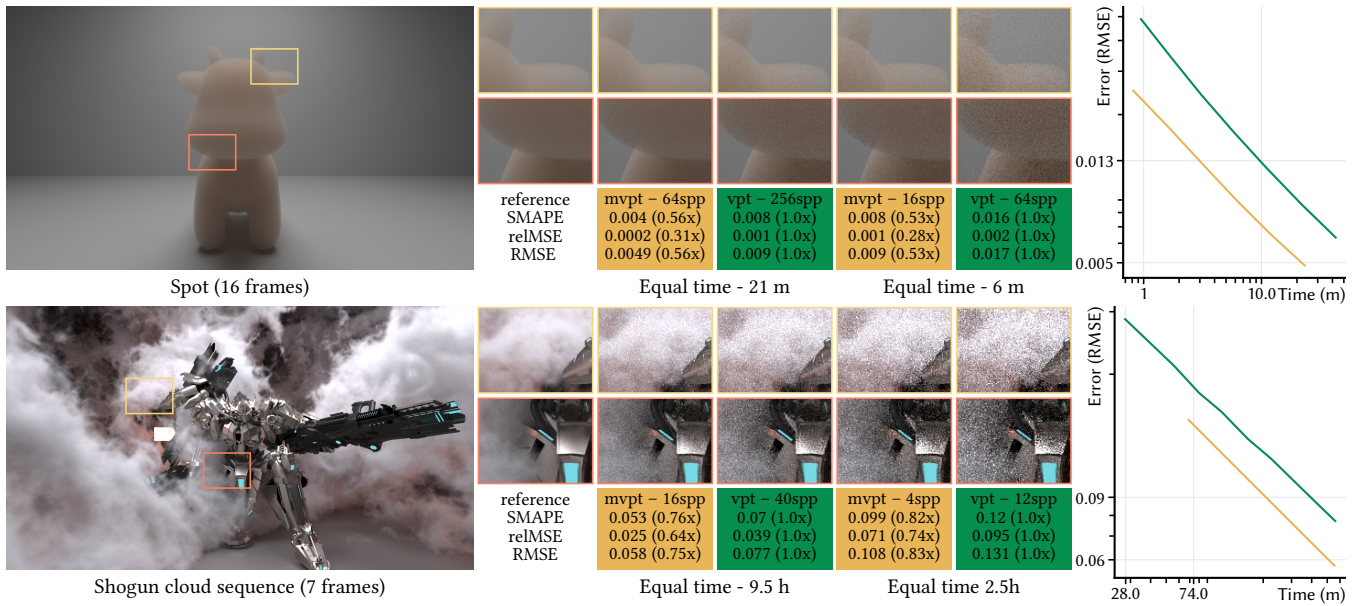 reference
SMAPE
relMSE
RMSE
mvpt – 64spp
0.004 (0.56x)
0.0002 (0.31x)
0.0049 (0.56x)
vpt – 256spp
0.008 (1.0x)
0.001 (1.0x)
0.009 (1.0x)
mvpt – 16spp
0.008 (0.53x)
0.001 (0.28x)
0.009 (0.53x)
vpt – 64spp
0.016 (1.0x)
0.002 (1.0x)
0.017 (1.0x)
Spot (16 frames)
Equal time - 21 m
Equal time - 6 m
Error (RMSE)
0.013
0.005
1
10.0
Time (m)
reference
SMAPE
relMSE
RMSE
mvpt – 16spp
0.053 (0.76x)
0.025 (0.64x)
0.058 (0.75x)
vpt – 40spp
0.07 (1.0x)
0.039 (1.0x)
0.077 (1.0x)
mvpt – 4spp
0.099 (0.82x)
0.071 (0.74x)
0.108 (0.83x)
vpt – 12spp
0.12 (1.0x)
0.095 (1.0x)
0.131 (1.0x)
Shogun cloud sequence (7 frames)
Equal time - 9.5 h
Equal time 2.5h
Error (RMSE)
0.09
0.06
28.0
74.0
Time (m)